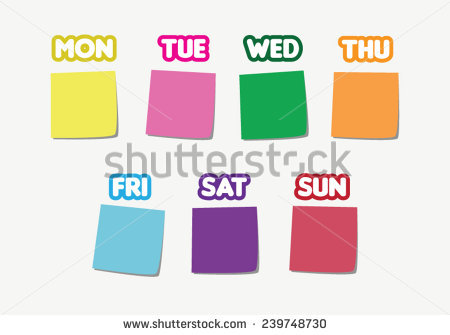 MON TUE WED THU
shutterstock
FRI SAT SUN
www.shutterstock.com · 239748730